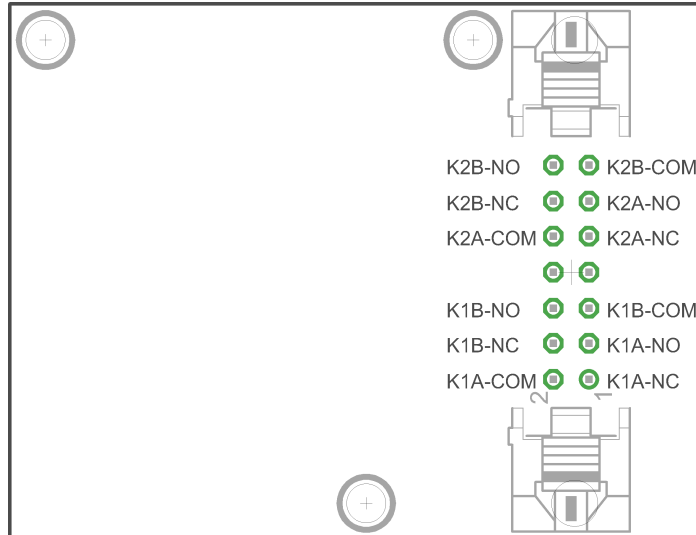 K2B-NO K2B-COM
K2B-NC K2A-NO
K2A-COM K2A-NC
K1B-NO K1B-COM
K1B-NC K1A-NO
K1A-COM K1A-NC
2 1